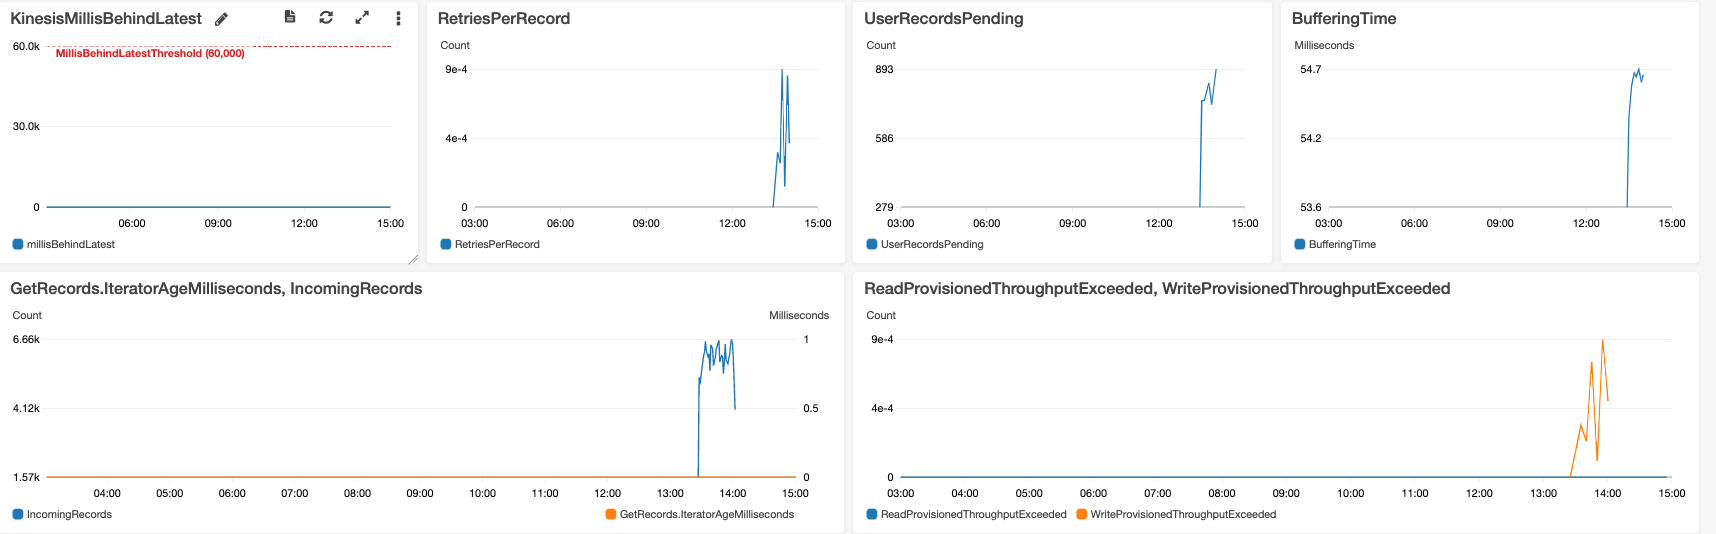 KinesisMillisBehindLatest
60.0k
MillisBehindLatestThreshold (60,000)
30.0k
0
06:00 09:00 12:00 15:00
millisBehindLatest
RetriesPerRecord
Count
9e-4
4e-4
0
03:00 06:00 09:00 12:00 15:00
RetriesPerRecord
UserRecordsPending
Count
893
586
279
03:00 06:00 09:00 12:00 15:00
UserRecordsPending
BufferingTime
Milliseconds
54.7
54.2
53.6
03:00 06:00 09:00 12:00 15:00
BufferingTime
GetRecords.IteratorAgeMilliseconds, IncomingRecords
Count Milliseconds
6.66k 1
4.12k 0.5
1.57k 0
04:00 05:00 06:00 07:00 08:00 09:00 10:00 11:00 12:00 13:00 14:00 15:00
IncomingRecords GetRecords.IteratorAgeMilliseconds
ReadProvisionedThroughputExceeded, WriteProvisionedThroughputExceeded
Count
9e-4
4e-4
0
03:00 04:00 05:00 06:00 07:00 08:00 09:00 10:00 11:00 12:00 13:00 14:00 15:00
ReadProvisionedThroughputExceeded WriteProvisionedThroughputExceeded